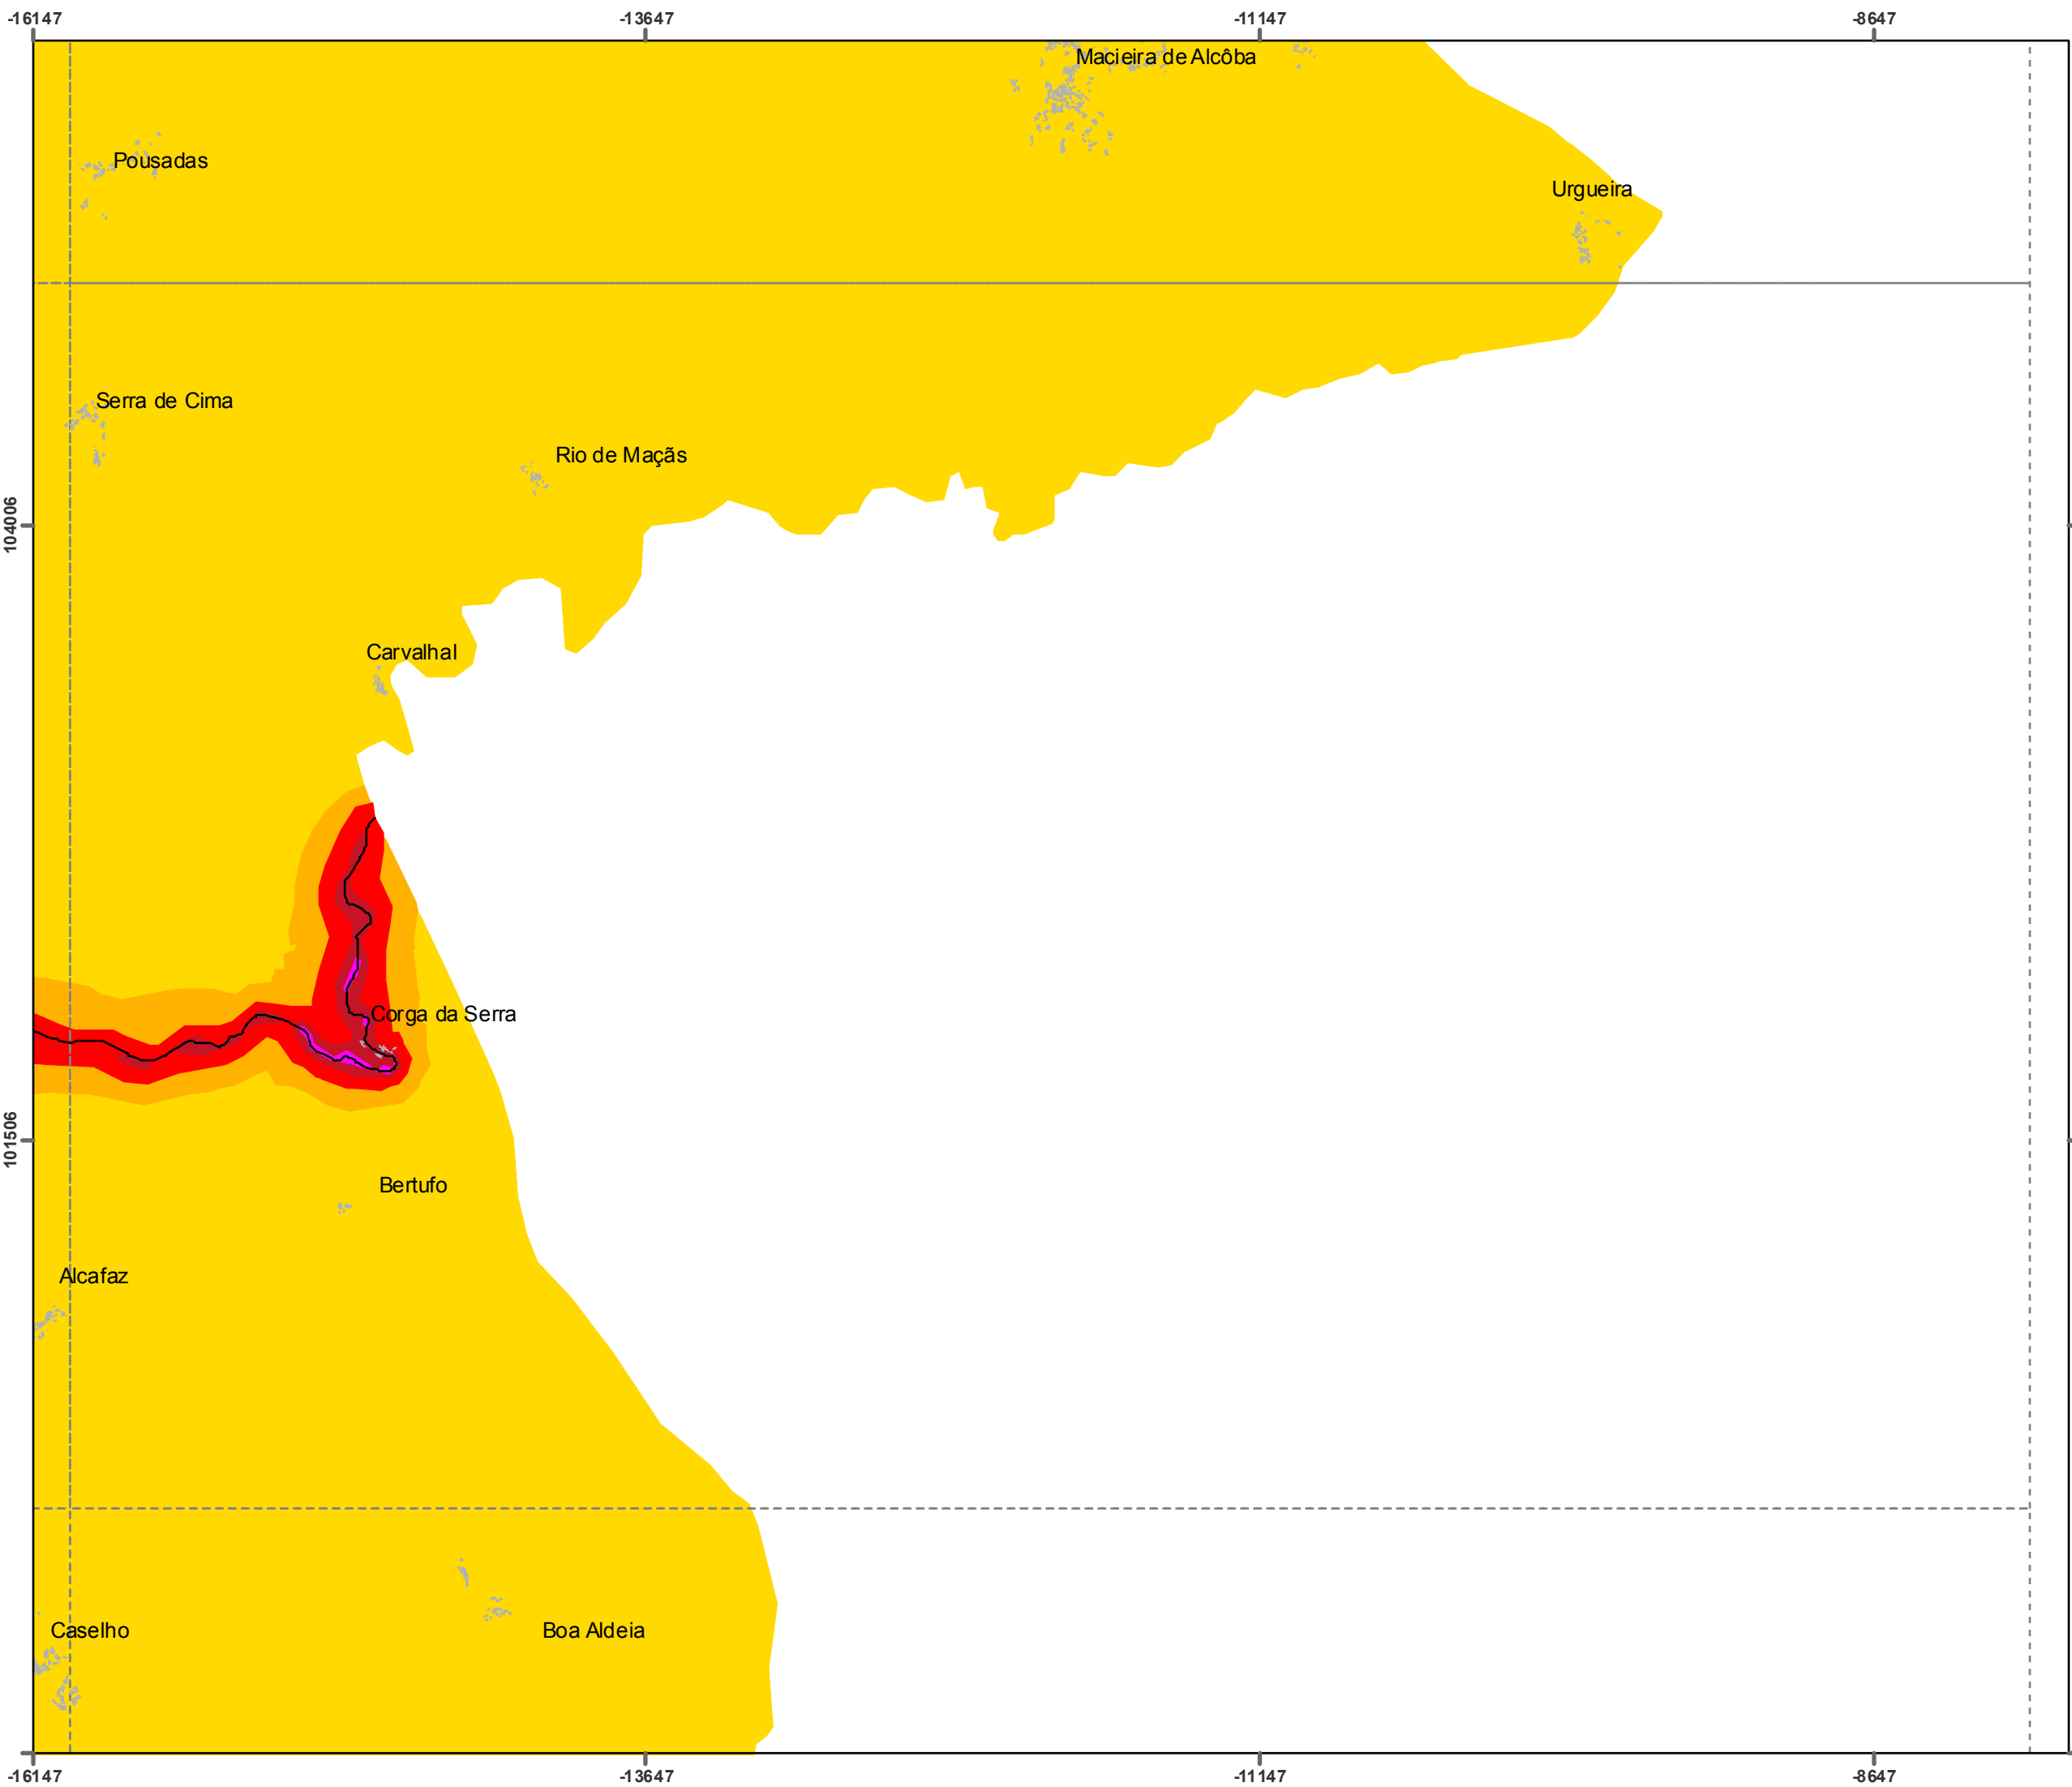 -16147 -13647 -11147 -8647
Macieira de Alcôba
Pousadas
Urgueira
Serra de Cima
Rio de Maçãs
104006
Carvalhal
Corga da Serra
101506
Bertufo
Alcafaz
Caselho
Boa Aldeia
-16147 -13647 -11147 -8647